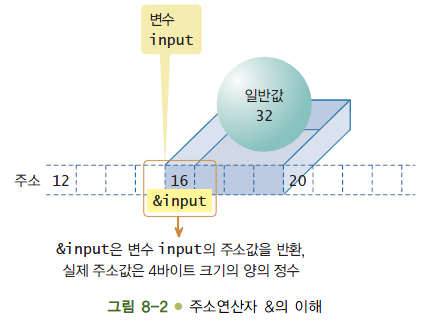 변수
input
일반값
32
주소 12 16 20
&input
&input은 변수 input의 주소값을 반환,
실제 주소값은 4바이트 크기의 양의 정수
그림 8-2 ● 주소연산자 &의 이해